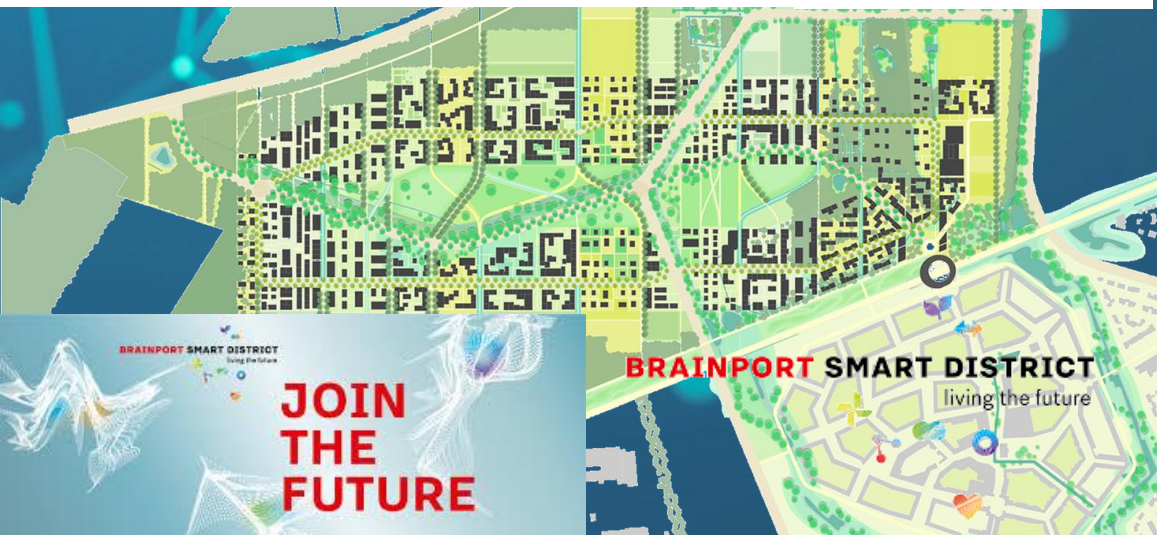 BRAINPORT SMART DISTRICT
living the future
JOIN
THE
FUTURE
BRAINPORT SMART DISTRICT
living the future